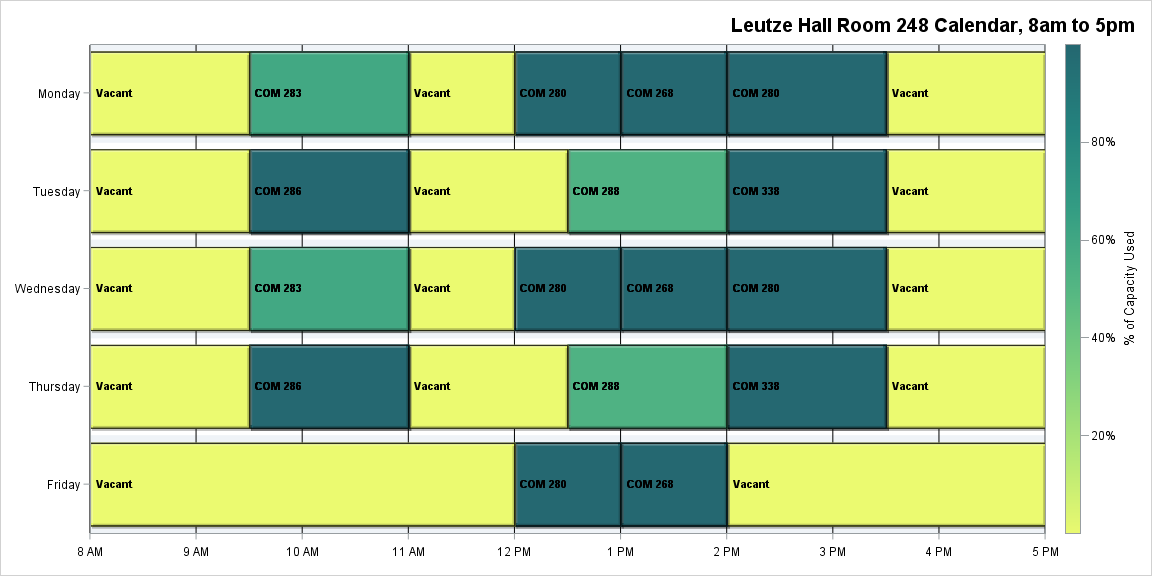 Leutze Hall Room 248 Calendar, 8am to 5pm
Monday
Vacant
COM 283
Vacant
COM 280
COM 268
COM 280
Vacant
Tuesday
Vacant
COM 286
Vacant
COM 288
COM 338
Vacant
Wednesday
Vacant
COM 283
Vacant
COM 280
COM 268
COM 280
Vacant
Thursday
Vacant
COM 286
Vacant
COM 288
COM 338
Vacant
Friday
Vacant
COM 280
COM 268
Vacant
8 AM
9 AM
10 AM
11 AM
12 PM
1 PM
2 PM
3 PM
4 PM
5 PM
80%
60%
40%
20%
% of Capacity Used